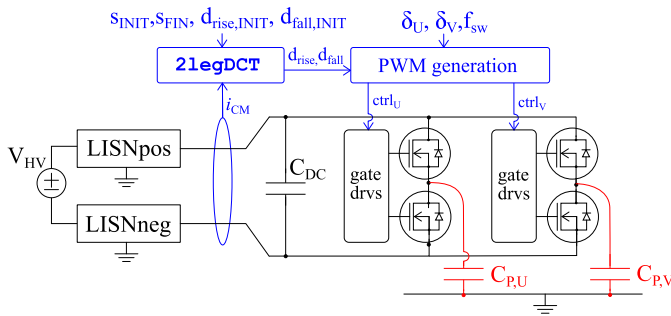 s_INIT, s_FIN, d_rise,INIT, d_fall,INIT
δ_U, δ_V, f_sw
2legDCT
d_rise, d_fall
PWM generation
i_CM
ctrl_U
ctrl_V
LISNpos
V_HV
±
C_DC
gate drvs
gate drvs
LISNneg
C_P,U
C_P,V